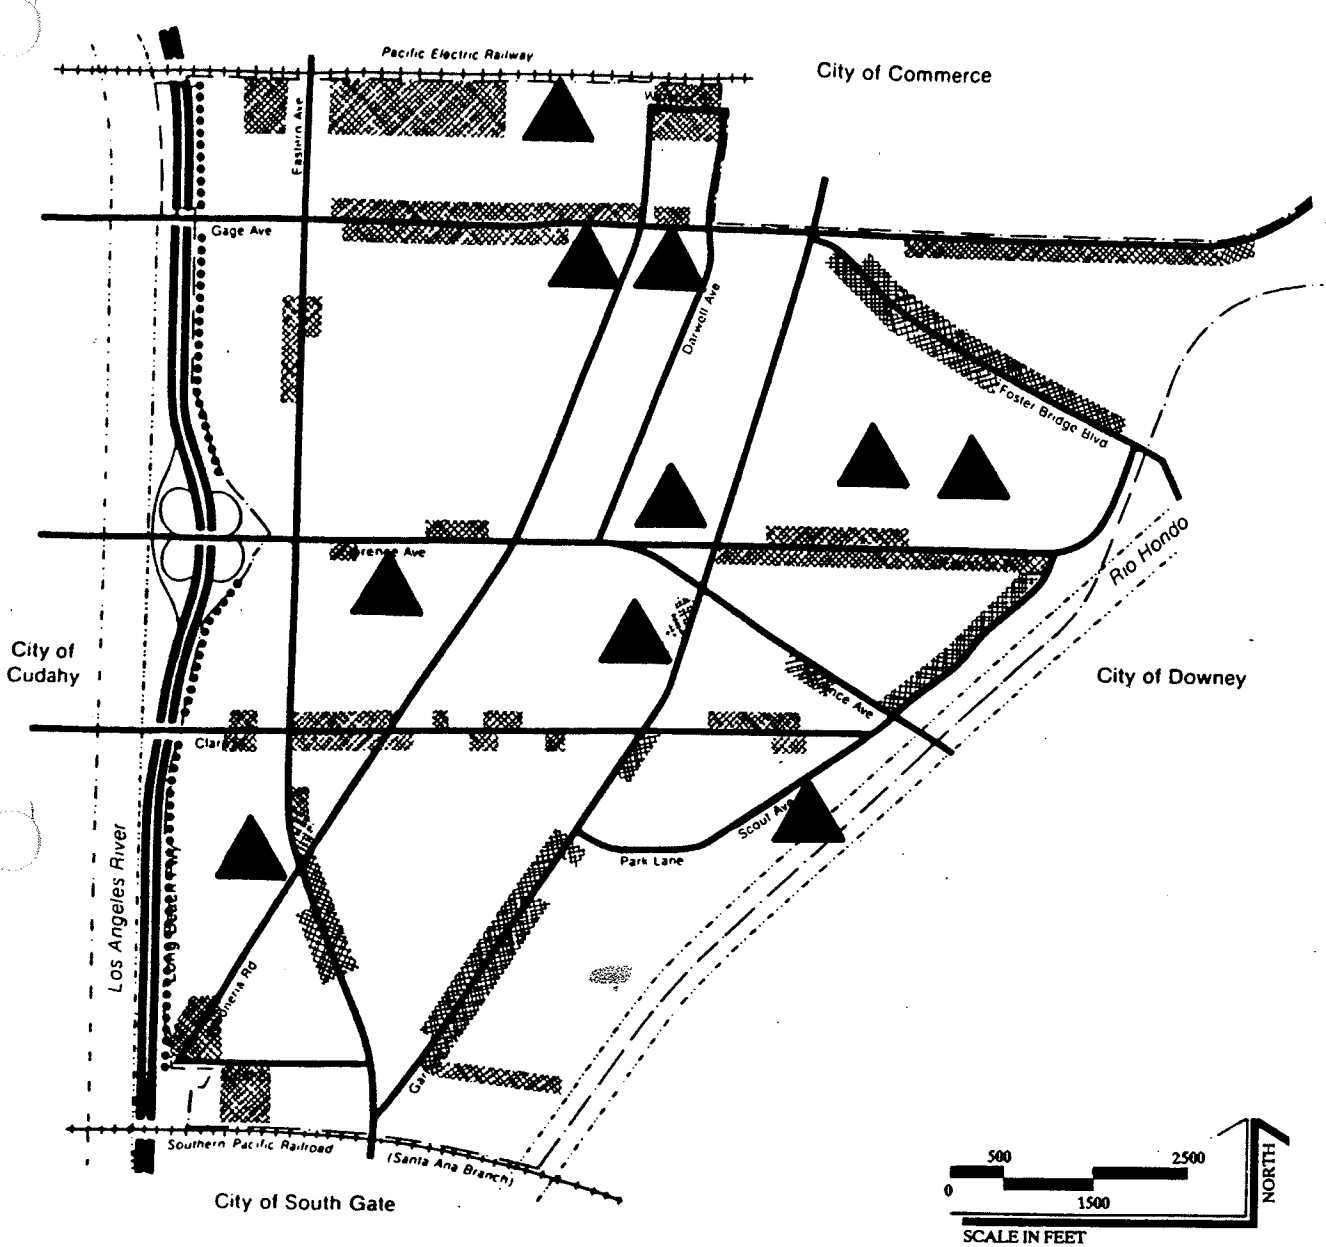 Pacific Electric Railway
City of Commerce
Eastern Ave
Gage Ave
Darwell Ave
Foster Bridge Blvd
Rio Hondo
City of
Cudahy
City of Downey
Ave
Scout Ave
Park Lane
Los Angeles River
Rd
Southern Pacific Railroad
(Santa Ana Branch)
City of South Gate
500
2500
0
1500
SCALE IN FEET
NORTH